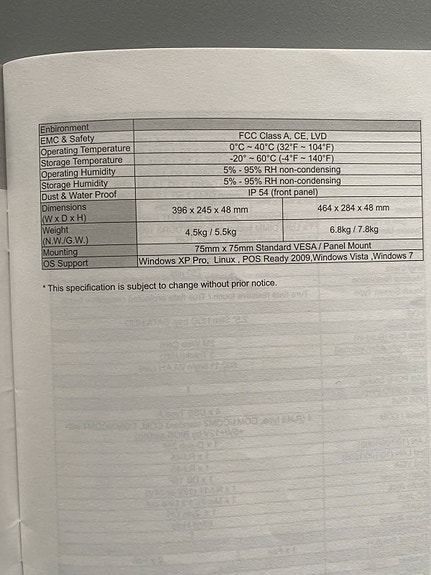 Enbironment
EMC & Safety FCC Class A, CE, LVD
Operating Temperature 0°C ~ 40°C (32°F ~ 104°F)
Storage Temperature -20° ~ 60°C (-4°F ~ 140°F)
Operating Humidity 5% - 95% RH non-condensing
Storage Humidity 5% - 95% RH non-condensing
Dust & Water Proof IP 54 (front panel)
Dimensions
(W x D x H) 396 x 245 x 48 mm 464 x 284 x 48 mm
Weight
(N.W./G.W.) 4.5kg / 5.5kg 6.8kg / 7.8kg
Mounting 75mm x 75mm Standard VESA / Panel Mount
OS Support Windows XP Pro, Linux , POS Ready 2009,Windows Vista ,Windows 7
* This specification is subject to change without prior notice.